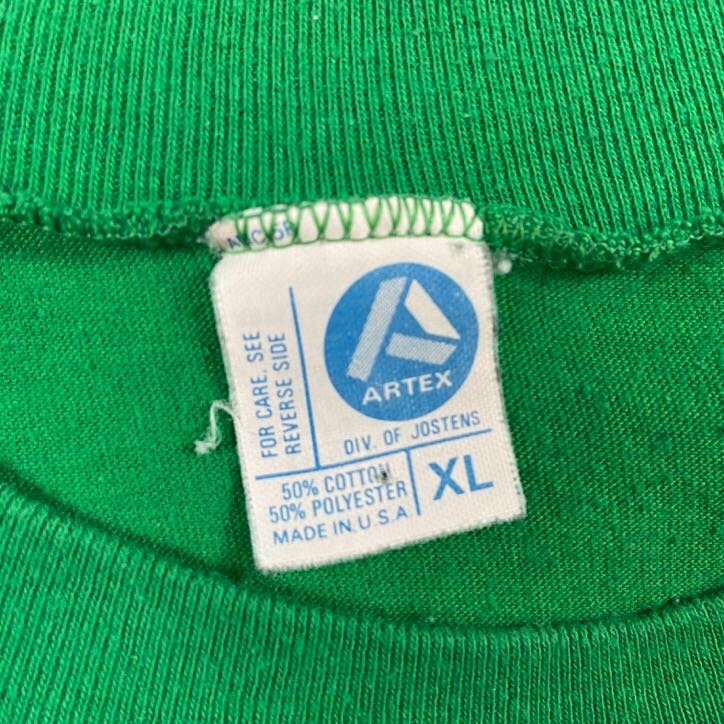 FOR CARE, SEE
REVERSE SIDE
ARTEX
DIV. OF JOSTENS
50% COTTON
50% POLYESTER
MADE IN U.S.A
XL